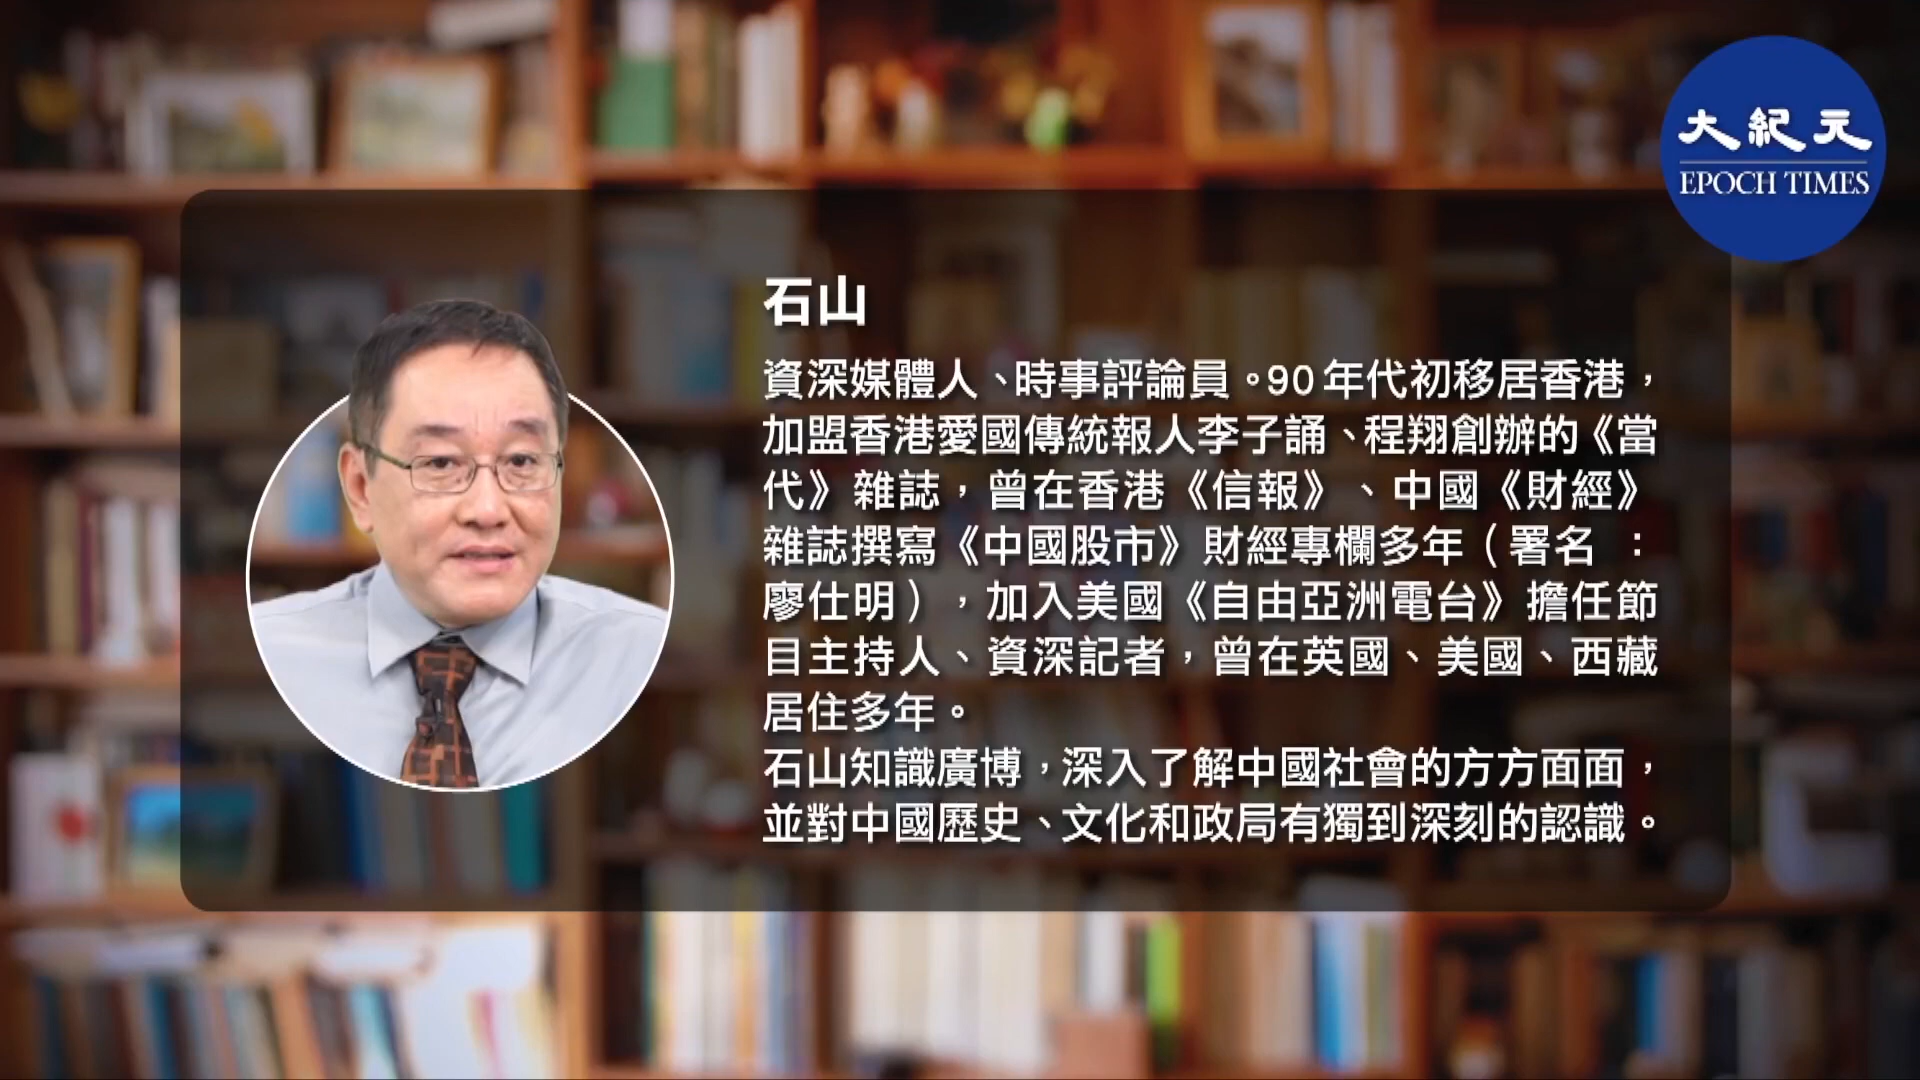 大紀元
EPOCH TIMES
石山
資深媒體人、時事評論員。90年代初移居香港，
加盟香港愛國傳統報人李子誦、程翔創辦的《當
代》雜誌，曾在香港《信報》、中國《財經》
雜誌撰寫《中國股市》財經專欄多年（署名：
廖仕明），加入美國《自由亞洲電台》擔任節
目主持人、資深記者，曾在英國、美國、西藏
居住多年。
石山知識廣博，深入了解中國社會的方方面面，
並對中國歷史、文化和政局有獨到深刻的認識。